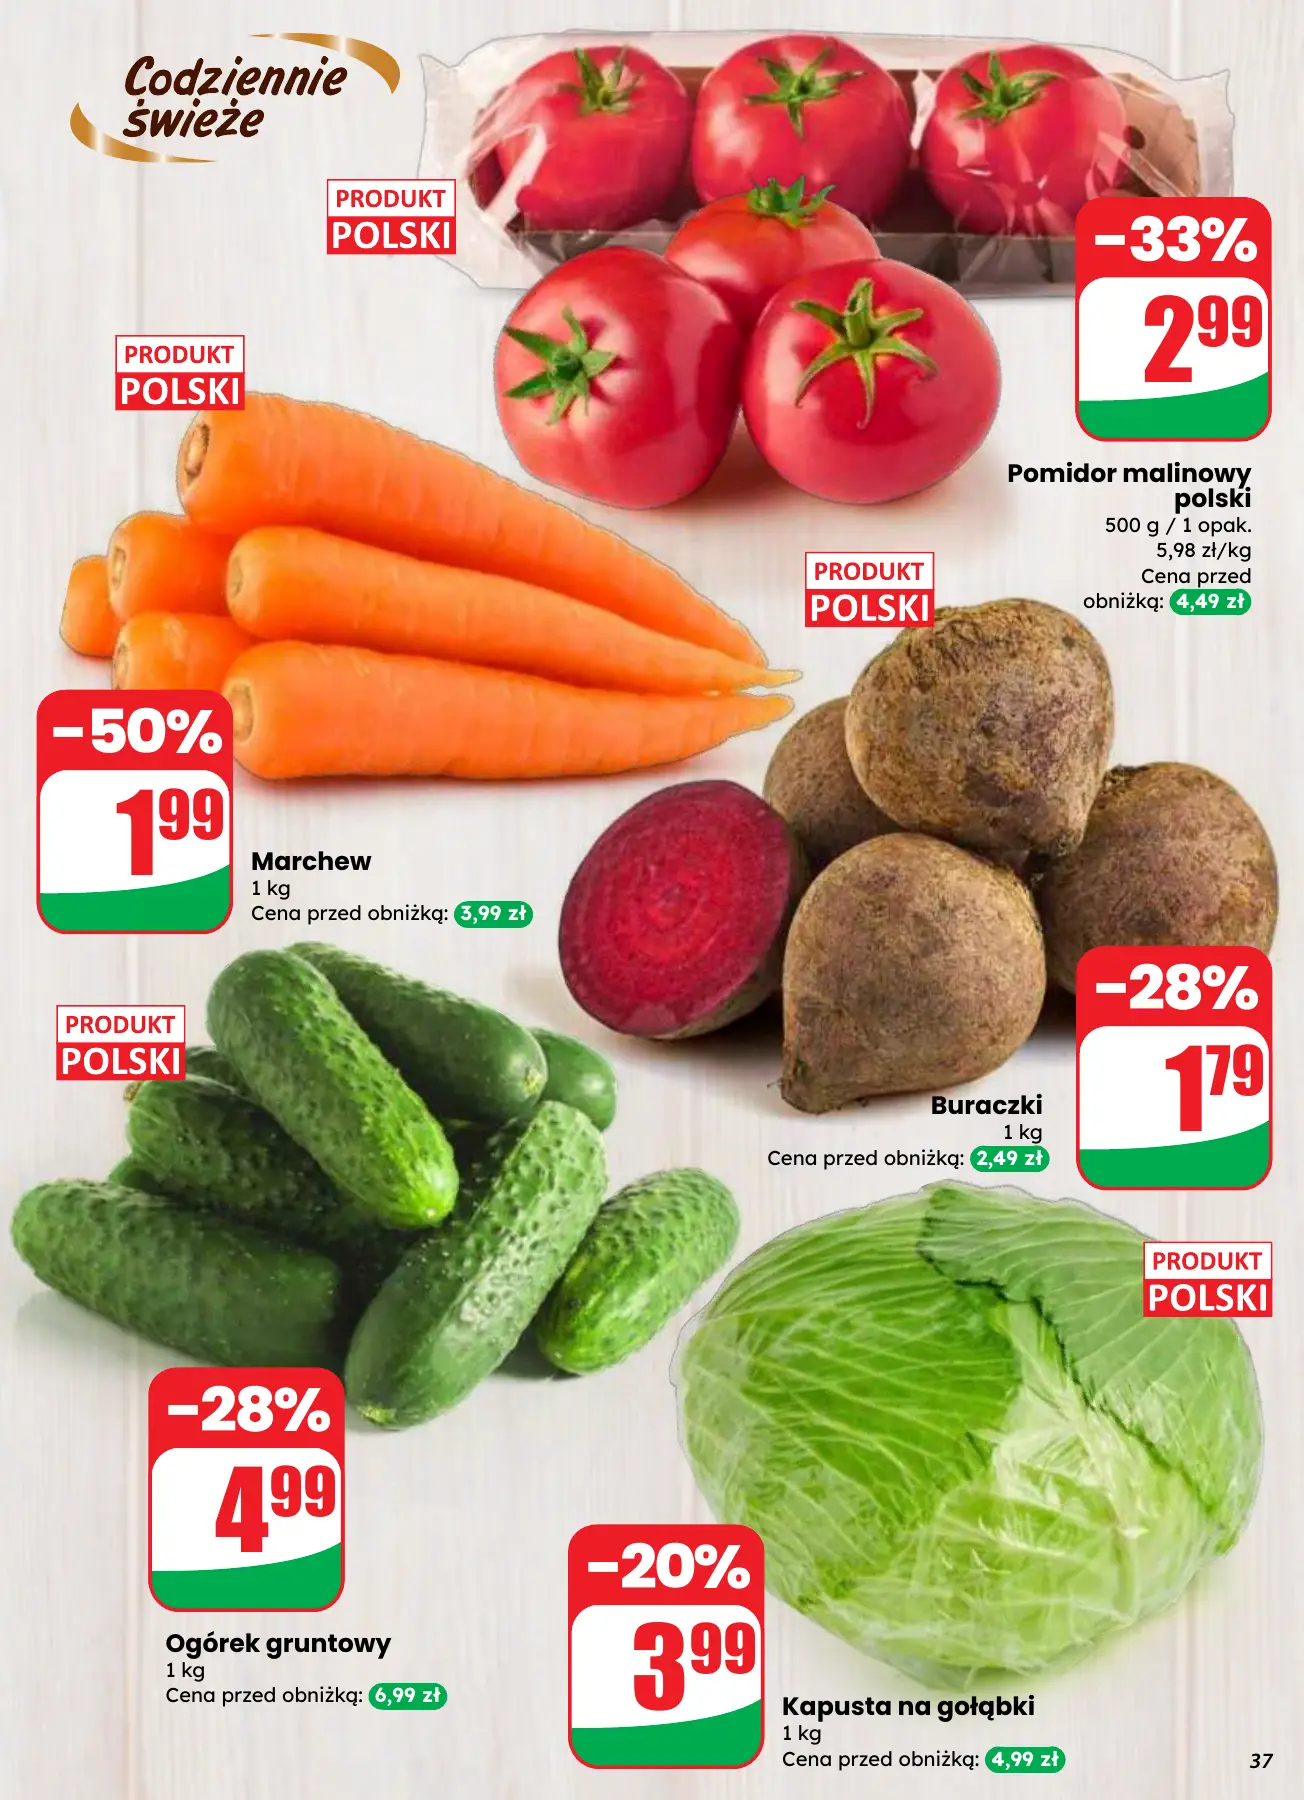 Codziennie
świeże
PRODUKT
POLSKI
-33%
2 99
Pomidor malinowy
polski
500 g / 1 opak.
5,98 zł/kg
Cena przed
obniżką: 4,49 zł
PRODUKT
POLSKI
-50%
1 99
Marchew
1 kg
Cena przed obniżką: 3,99 zł
PRODUKT
POLSKI
-28%
1 79
Buraczki
1 kg
Cena przed obniżką: 2,49 zł
PRODUKT
POLSKI
-28%
4 99
Ogórek gruntowy
1 kg
Cena przed obniżką: 6,99 zł
PRODUKT
POLSKI
-20%
3 99
Kapusta na gołąbki
1 kg
Cena przed obniżką: 4,99 zł
37